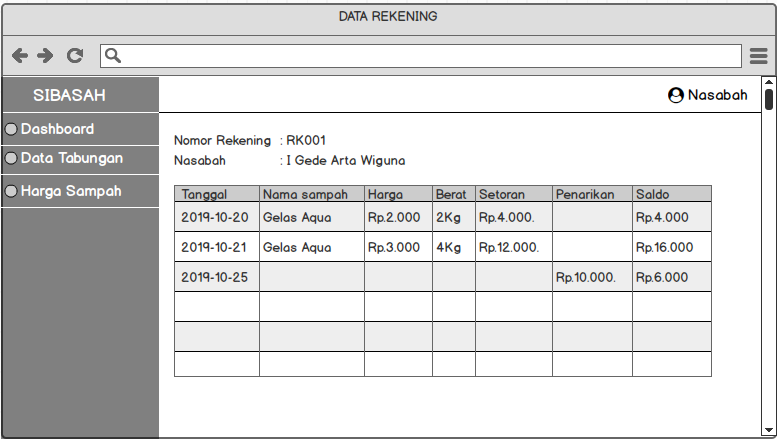 DATA REKENING
SIBASAH
Nasabah
Dashboard
Data Tabungan
Harga Sampah
Nomor Rekening : RK001
Nasabah : I Gede Arta Wiguna
Tanggal Nama sampah Harga Berat Setoran Penarikan Saldo
2019-10-20 Gelas Aqua Rp.2.000 2Kg Rp.4.000. Rp.4.000
2019-10-21 Gelas Aqua Rp.3.000 4Kg Rp.12.000. Rp.16.000
2019-10-25 Rp.10.000. Rp.6.000